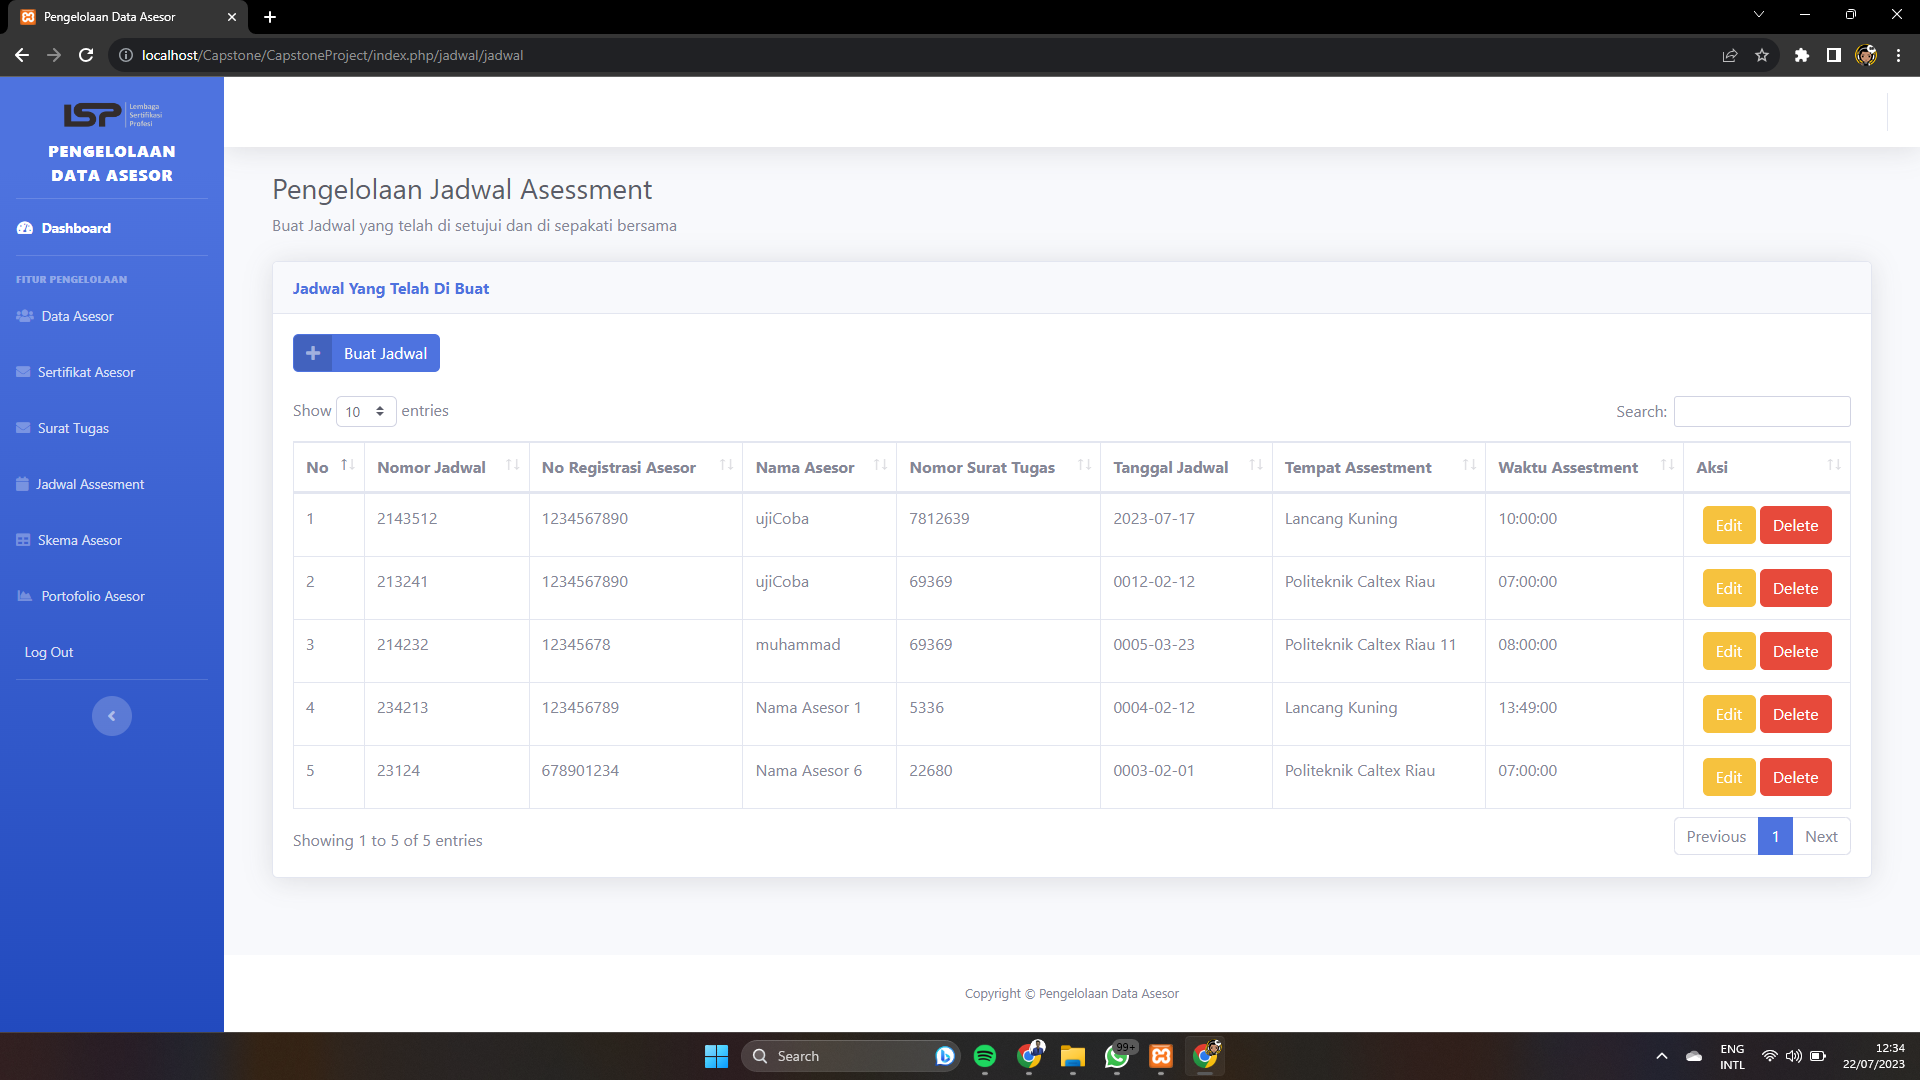 Pengelolaan Data Asesor
localhost/Capstone/CapstoneProject/index.php/jadwal/jadwal
LSP Lembaga Sertifikasi Profesi
PENGELOLAAN
DATA ASESOR
Dashboard
FITUR PENGELOLAAN
Data Asesor
Sertifikat Asesor
Surat Tugas
Jadwal Assesment
Skema Asesor
Portofolio Asesor
Log Out
Pengelolaan Jadwal Asessment
Buat Jadwal yang telah di setujui dan di sepakati bersama
Jadwal Yang Telah Di Buat
Buat Jadwal
Show 10 entries
Search:
No Nomor Jadwal No Registrasi Asesor Nama Asesor Nomor Surat Tugas Tanggal Jadwal Tempat Assestment Waktu Assestment Aksi
1 2143512 1234567890 ujiCoba 7812639 2023-07-17 Lancang Kuning 10:00:00 Edit Delete
2 213241 1234567890 ujiCoba 69369 0012-02-12 Politeknik Caltex Riau 07:00:00 Edit Delete
3 214232 12345678 muhammad 69369 0005-03-23 Politeknik Caltex Riau 11 08:00:00 Edit Delete
4 234213 123456789 Nama Asesor 1 5336 0004-02-12 Lancang Kuning 13:49:00 Edit Delete
5 23124 678901234 Nama Asesor 6 22680 0003-02-01 Politeknik Caltex Riau 07:00:00 Edit Delete
Showing 1 to 5 of 5 entries
Previous 1 Next
Copyright © Pengelolaan Data Asesor
Search
99+
ENG
INTL
12:34
22/07/2023